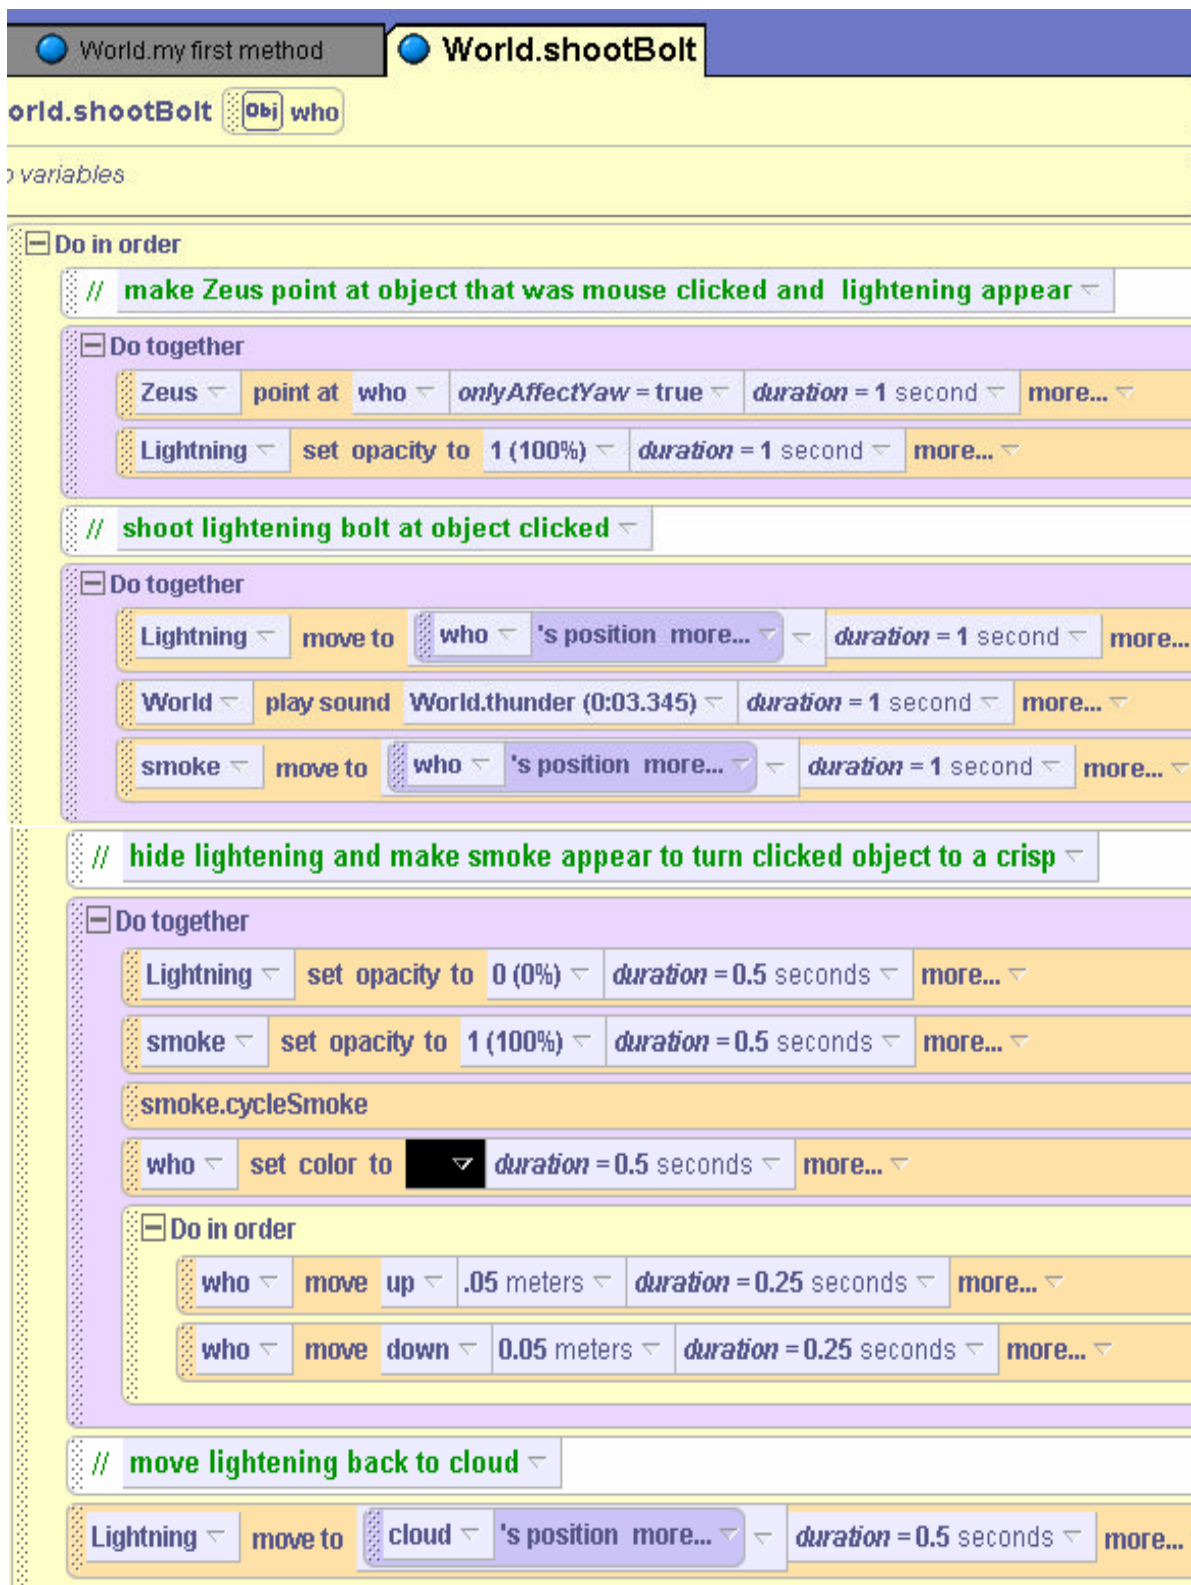 World.my first method World.shootBolt
orld.shootBolt Obj who
o variables
Do in order
// make Zeus point at object that was mouse clicked and lightening appear
Do together
Zeus point at who onlyAffectYaw = true duration = 1 second more...
Lightning set opacity to 1 (100%) duration = 1 second more...
// shoot lightening bolt at object clicked
Do together
Lightning move to who 's position more... duration = 1 second more...
World play sound World.thunder (0:03.345) duration = 1 second more...
smoke move to who 's position more... duration = 1 second more...
// hide lightening and make smoke appear to turn clicked object to a crisp
Do together
Lightning set opacity to 0 (0%) duration = 0.5 seconds more...
smoke set opacity to 1 (100%) duration = 0.5 seconds more...
smoke.cycleSmoke
who set color to duration = 0.5 seconds more...
Do in order
who move up .05 meters duration = 0.25 seconds more...
who move down 0.05 meters duration = 0.25 seconds more...
// move lightening back to cloud
Lightning move to cloud 's position more... duration = 0.5 seconds more...